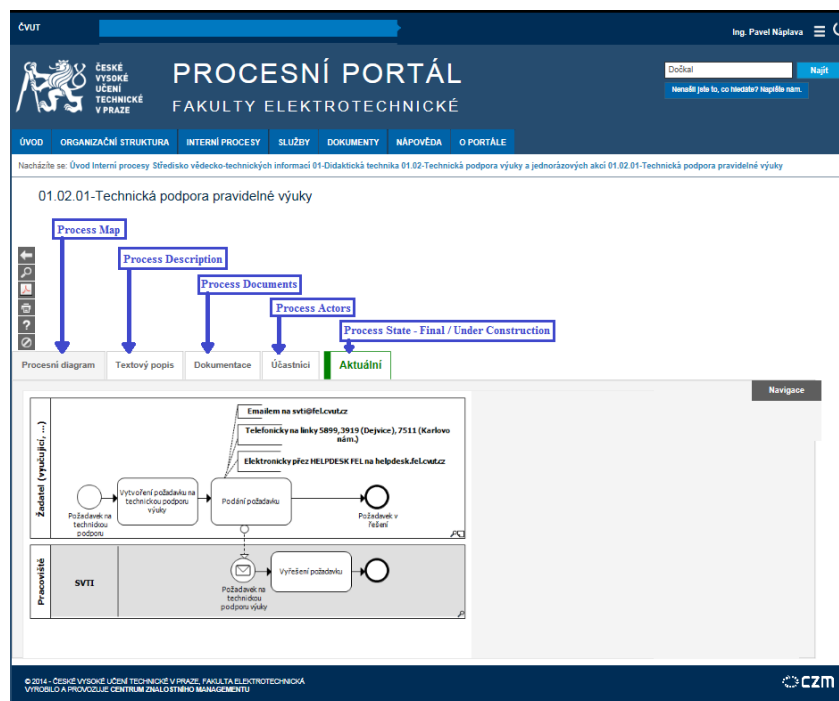 ČVUT
Ing. Pavel Náplava
ČESKÉ
VYSOKÉ
UČENÍ
TECHNICKÉ
V PRAZE
PROCESNÍ PORTÁL
FAKULTY ELEKTROTECHNICKÉ
Dočkal
Najít
Nenašli jste to, co hledáte? Napište nám.
ÚVOD ORGANIZAČNÍ STRUKTURA INTERNÍ PROCESY SLUŽBY DOKUMENTY NÁPOVĚDA O PORTÁLE
Nacházíte se: Úvod Interní procesy Středisko vědecko-technických informací 01-Didaktická technika 01.02-Technická podpora výuky a jednorázových akcí 01.02.01-Technická podpora pravidelné výuky
01.02.01-Technická podpora pravidelné výuky
Process Map
Process Description
Process Documents
Process Actors
Process State - Final / Under Construction
Procesní diagram Textový popis Dokumentace Účastníci Aktuální
Navigace
Žadatel (vyučující, ...)
Emailem na svti@fel.cvut.cz
Telefonicky na linky 5899,3919 (Dejvice), 7511 (Karlovo
nám.)
Elektronicky přez HELPDESK FEL na helpdesk.fel.cvut.cz
Požadavek na
technickou
podporu
Vytvoření požadavku na
technickou podporu
výuky
Podání požadavku
Požadavek v
řešení
Pracoviště
SVTI
Požadavek na
technickou
podporu výuky
Vyřešení požadavku
© 2014 - ČESKÉ VYSOKÉ UČENÍ TECHNICKÉ V PRAZE, FAKULTA ELEKTROTECHNICKÁ
VYROBILO A PROVOZUJE CENTRUM ZNALOSTNÍHO MANAGEMENTU
czm